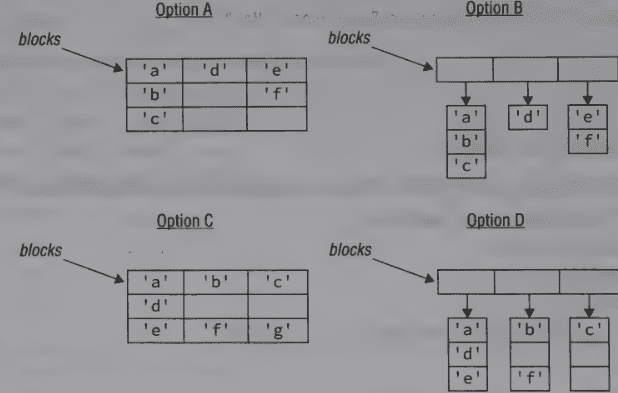 Option A
blocks
'a' 'd' 'e'
'b' 'f'
'c'
Option B
blocks
'a' 'd' 'e'
'b' 'f'
'c'
Option C
blocks
'a' 'b' 'c'
'd'
'e' 'f' 'g'
Option D
blocks
'a' 'b' 'c'
'd'
'e' 'f'